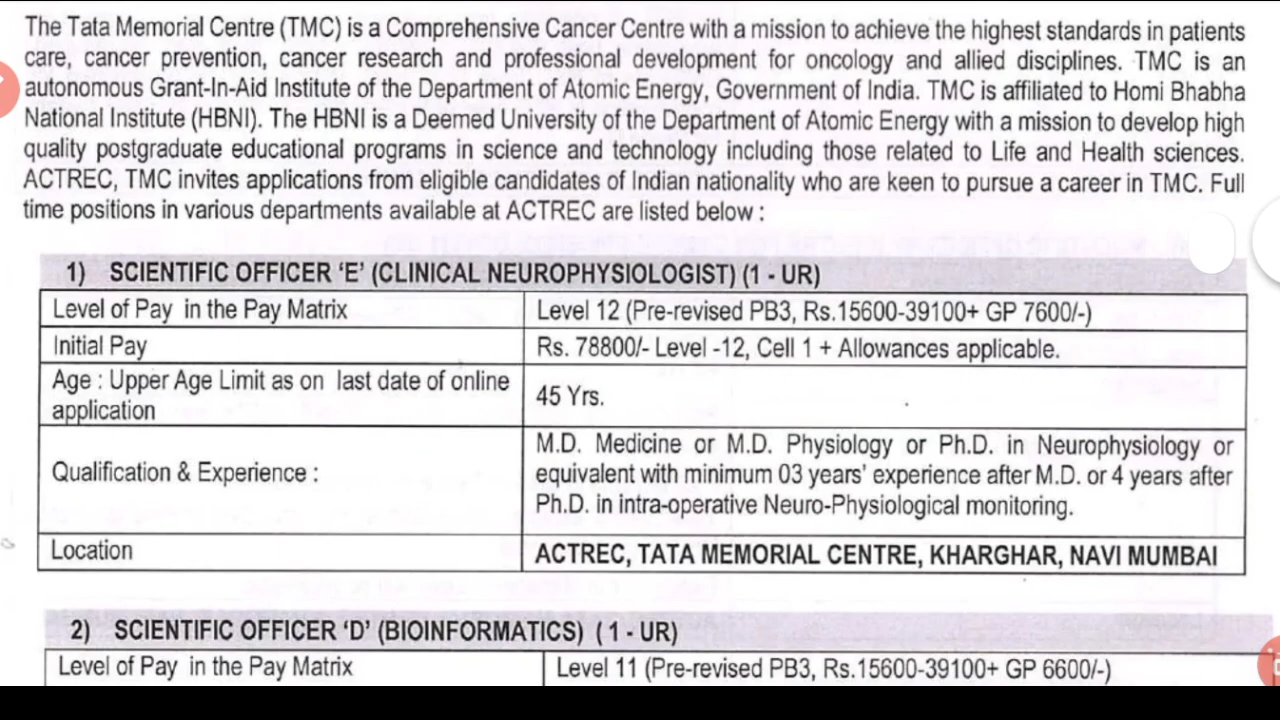 The Tata Memorial Centre (TMC) is a Comprehensive Cancer Centre with a mission to achieve the highest standards in patients
care, cancer prevention, cancer research and professional development for oncology and allied disciplines. TMC is an
autonomous Grant-In-Aid Institute of the Department of Atomic Energy, Government of India. TMC is affiliated to Homi Bhabha
National Institute (HBNI). The HBNI is a Deemed University of the Department of Atomic Energy with a mission to develop high
quality postgraduate educational programs in science and technology including those related to Life and Health sciences.
ACTREC, TMC invites applications from eligible candidates of Indian nationality who are keen to pursue a career in TMC. Full
time positions in various departments available at ACTREC are listed below :
1) SCIENTIFIC OFFICER 'E' (CLINICAL NEUROPHYSIOLOGIST) (1 - UR)
Level of Pay in the Pay Matrix
Level 12 (Pre-revised PB3, Rs.15600-39100+ GP 7600/-)
Initial Pay
Rs. 78800/- Level -12, Cell 1 + Allowances applicable.
Age : Upper Age Limit as on last date of online
application
45 Yrs.
Qualification & Experience :
M.D. Medicine or M.D. Physiology or Ph.D. in Neurophysiology or
equivalent with minimum 03 years' experience after M.D. or 4 years after
Ph.D. in intra-operative Neuro-Physiological monitoring.
Location
ACTREC, TATA MEMORIAL CENTRE, KHARGHAR, NAVI MUMBAI
2) SCIENTIFIC OFFICER 'D' (BIOINFORMATICS) ( 1 - UR)
Level of Pay in the Pay Matrix
Level 11 (Pre-revised PB3, Rs.15600-39100+ GP 6600/-)